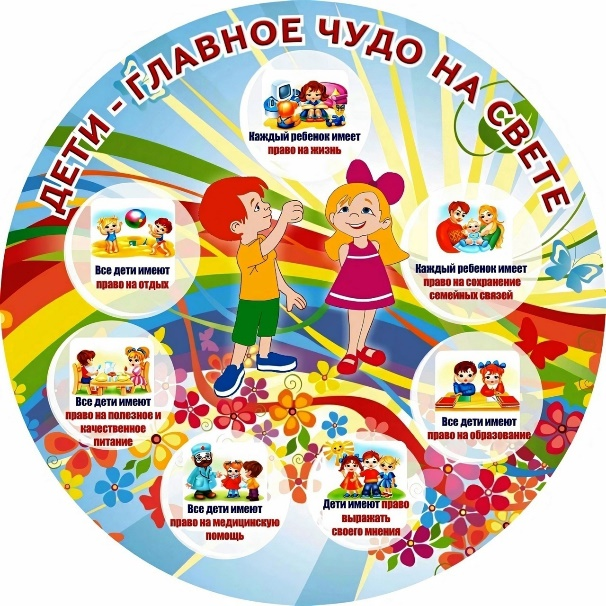 ДЕТИ - ГЛАВНОЕ ЧУДО НА СВЕТЕ
Каждый ребенок имеет
право на жизнь
Каждый ребенок имеет
право на сохранение
семейных связей
Все дети имеют
право на образование
Дети имеют право
выражать
своего мнения
Все дети имеют
право на медицинскую
помощь
Все дети имеют
право на полезное и
качественное
питание
Все дети имеют
право на отдых